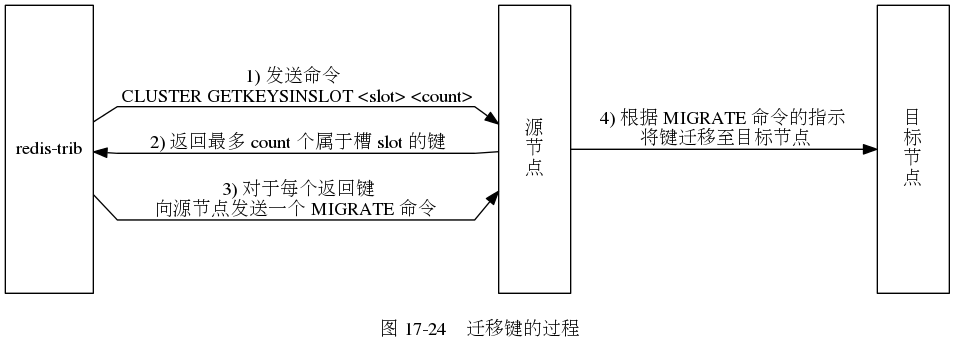 redis-trib
1) 发送命令
CLUSTER GETKEYSINSLOT <slot> <count>
2) 返回最多 count 个属于槽 slot 的键
3) 对于每个返回键
向源节点发送一个 MIGRATE 命令
源
节
点
4) 根据 MIGRATE 命令的指示
将键迁移至目标节点
目
标
节
点
图 17-24 迁移键的过程